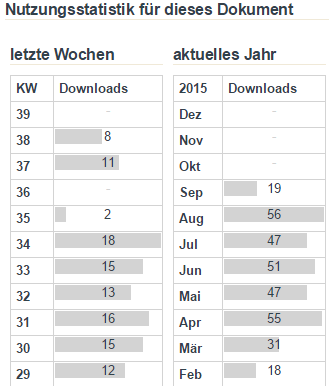 Nutzungsstatistik für dieses Dokument
letzte Wochen
KW Downloads
39 -
38 8
37 11
36 -
35 2
34 18
33 15
32 13
31 16
30 15
29 12
aktuelles Jahr
2015 Downloads
Dez -
Nov -
Okt -
Sep 19
Aug 56
Jul 47
Jun 51
Mai 47
Apr 55
Mär 31
Feb 18